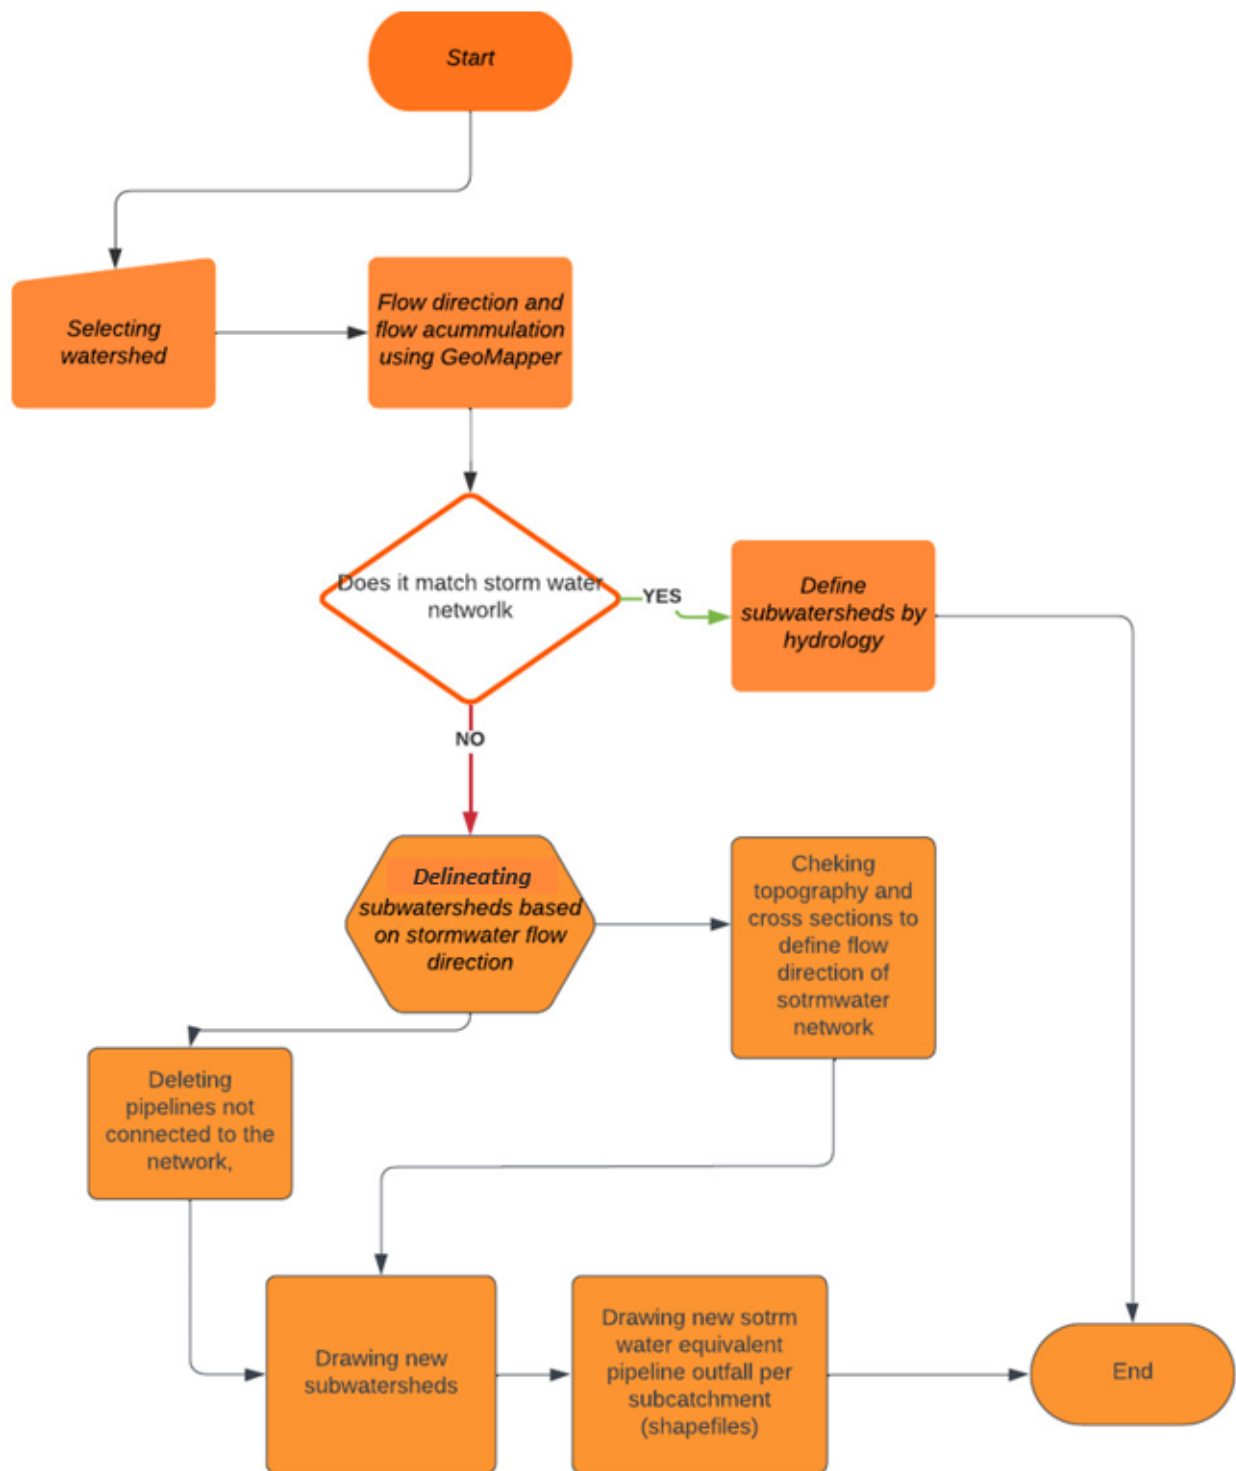 Start
Selecting
watershed
Flow direction and
flow acummulation
using GeoMapper
Does it match storm water
networlk
YES
Define
subwatersheds by
hydrology
NO
Delineating
subwatersheds based
on stormwater flow
direction
Cheking
topography and
cross sections to
define flow
direction of
sotrmwater
network
Deleting
pipelines not
connected to the
network,
Drawing new
subwatersheds
Drawing new sotrm
water equivalent
pipeline outfall per
subcatchment
(shapefiles)
End